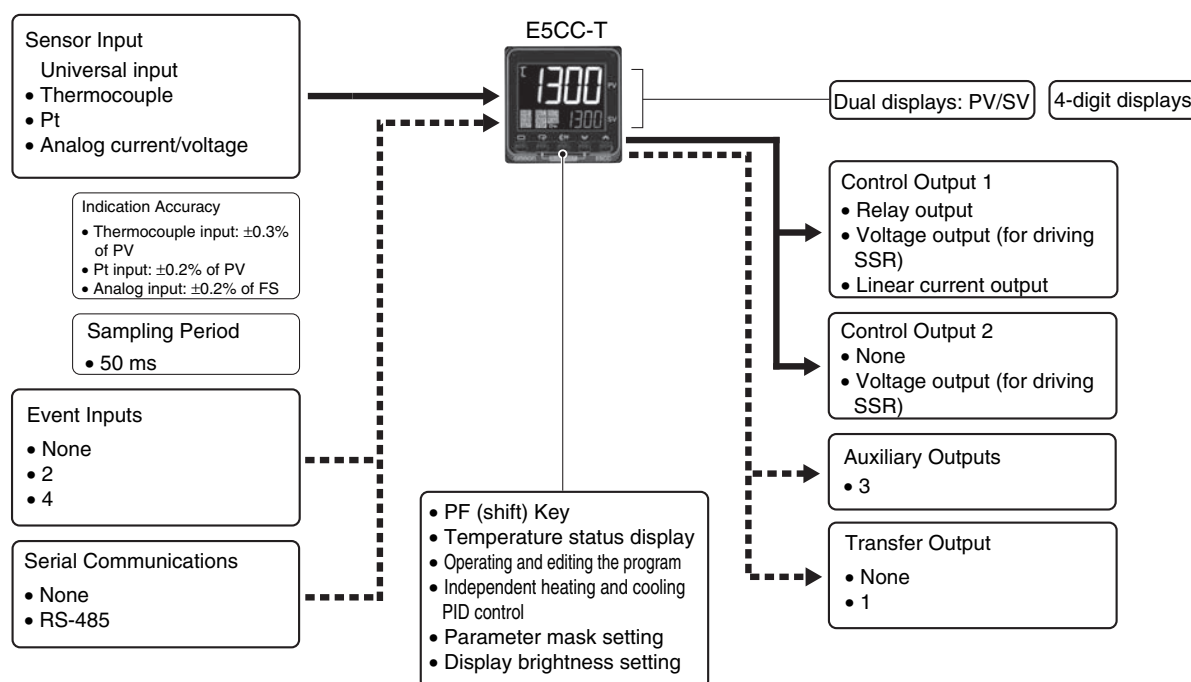 Sensor Input
Universal input
• Thermocouple
• Pt
• Analog current/voltage
Indication Accuracy
• Thermocouple input: ±0.3%
of PV
• Pt input: ±0.2% of PV
• Analog input: ±0.2% of FS
Sampling Period
• 50 ms
Event Inputs
• None
• 2
• 4
Serial Communications
• None
• RS-485
E5CC-T
1300
PV
1300
SV
• PF (shift) Key
• Temperature status display
• Operating and editing the program
• Independent heating and cooling
PID control
• Parameter mask setting
• Display brightness setting
Dual displays: PV/SV
4-digit displays
Control Output 1
• Relay output
• Voltage output (for driving
SSR)
• Linear current output
Control Output 2
• None
• Voltage output (for driving
SSR)
Auxiliary Outputs
• 3
Transfer Output
• None
• 1